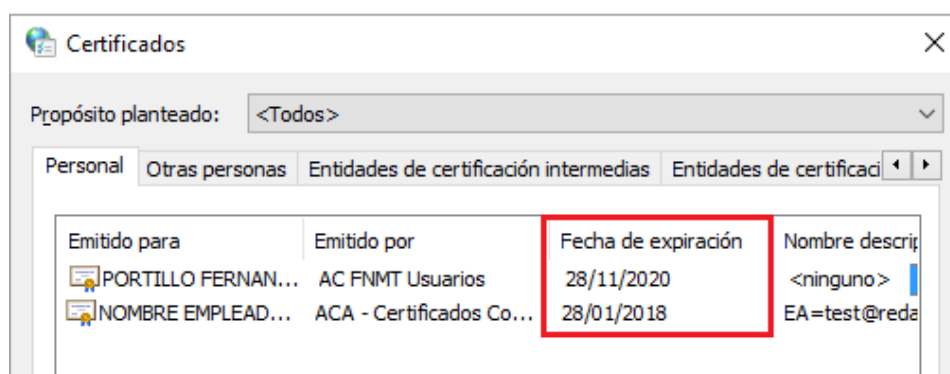 Certificados
Propósito planteado: <Todos>
Personal Otras personas Entidades de certificación intermedias Entidades de certificaci
Emitido para Emitido por Fecha de expiración Nombre descrip
PORTILLO FERNAN... AC FNMT Usuarios 28/11/2020 <ninguno>
NOMBRE EMPLEAD... ACA - Certificados Co... 28/01/2018 EA=test@reda